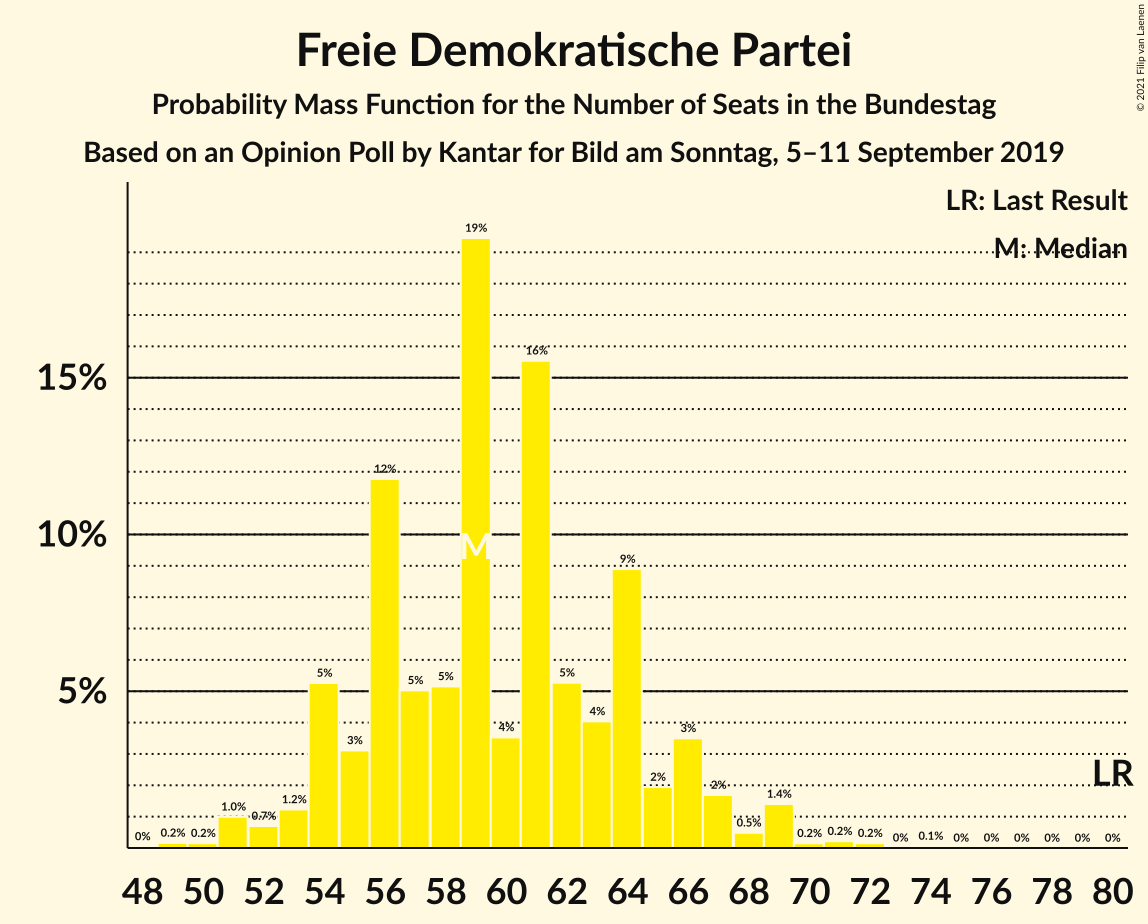 Freie Demokratische Partei
Probability Mass Function for the Number of Seats in the Bundestag
Based on an Opinion Poll by Kantar for Bild am Sonntag, 5–11 September 2019
© 2021 Filip van Laenen
LR: Last Result
M: Median
15%
10%
5%
0% 0.2% 0.2% 1.0% 0.7% 1.2% 5% 3% 12% 5% 5% 19% 4% 16% 5% 4% 9% 2% 3% 2% 0.5% 1.4% 0.2% 0.2% 0.2% 0% 0.1% 0% 0% 0% 0% 0% 0%
M
LR
48 50 52 54 56 58 60 62 64 66 68 70 72 74 76 78 80